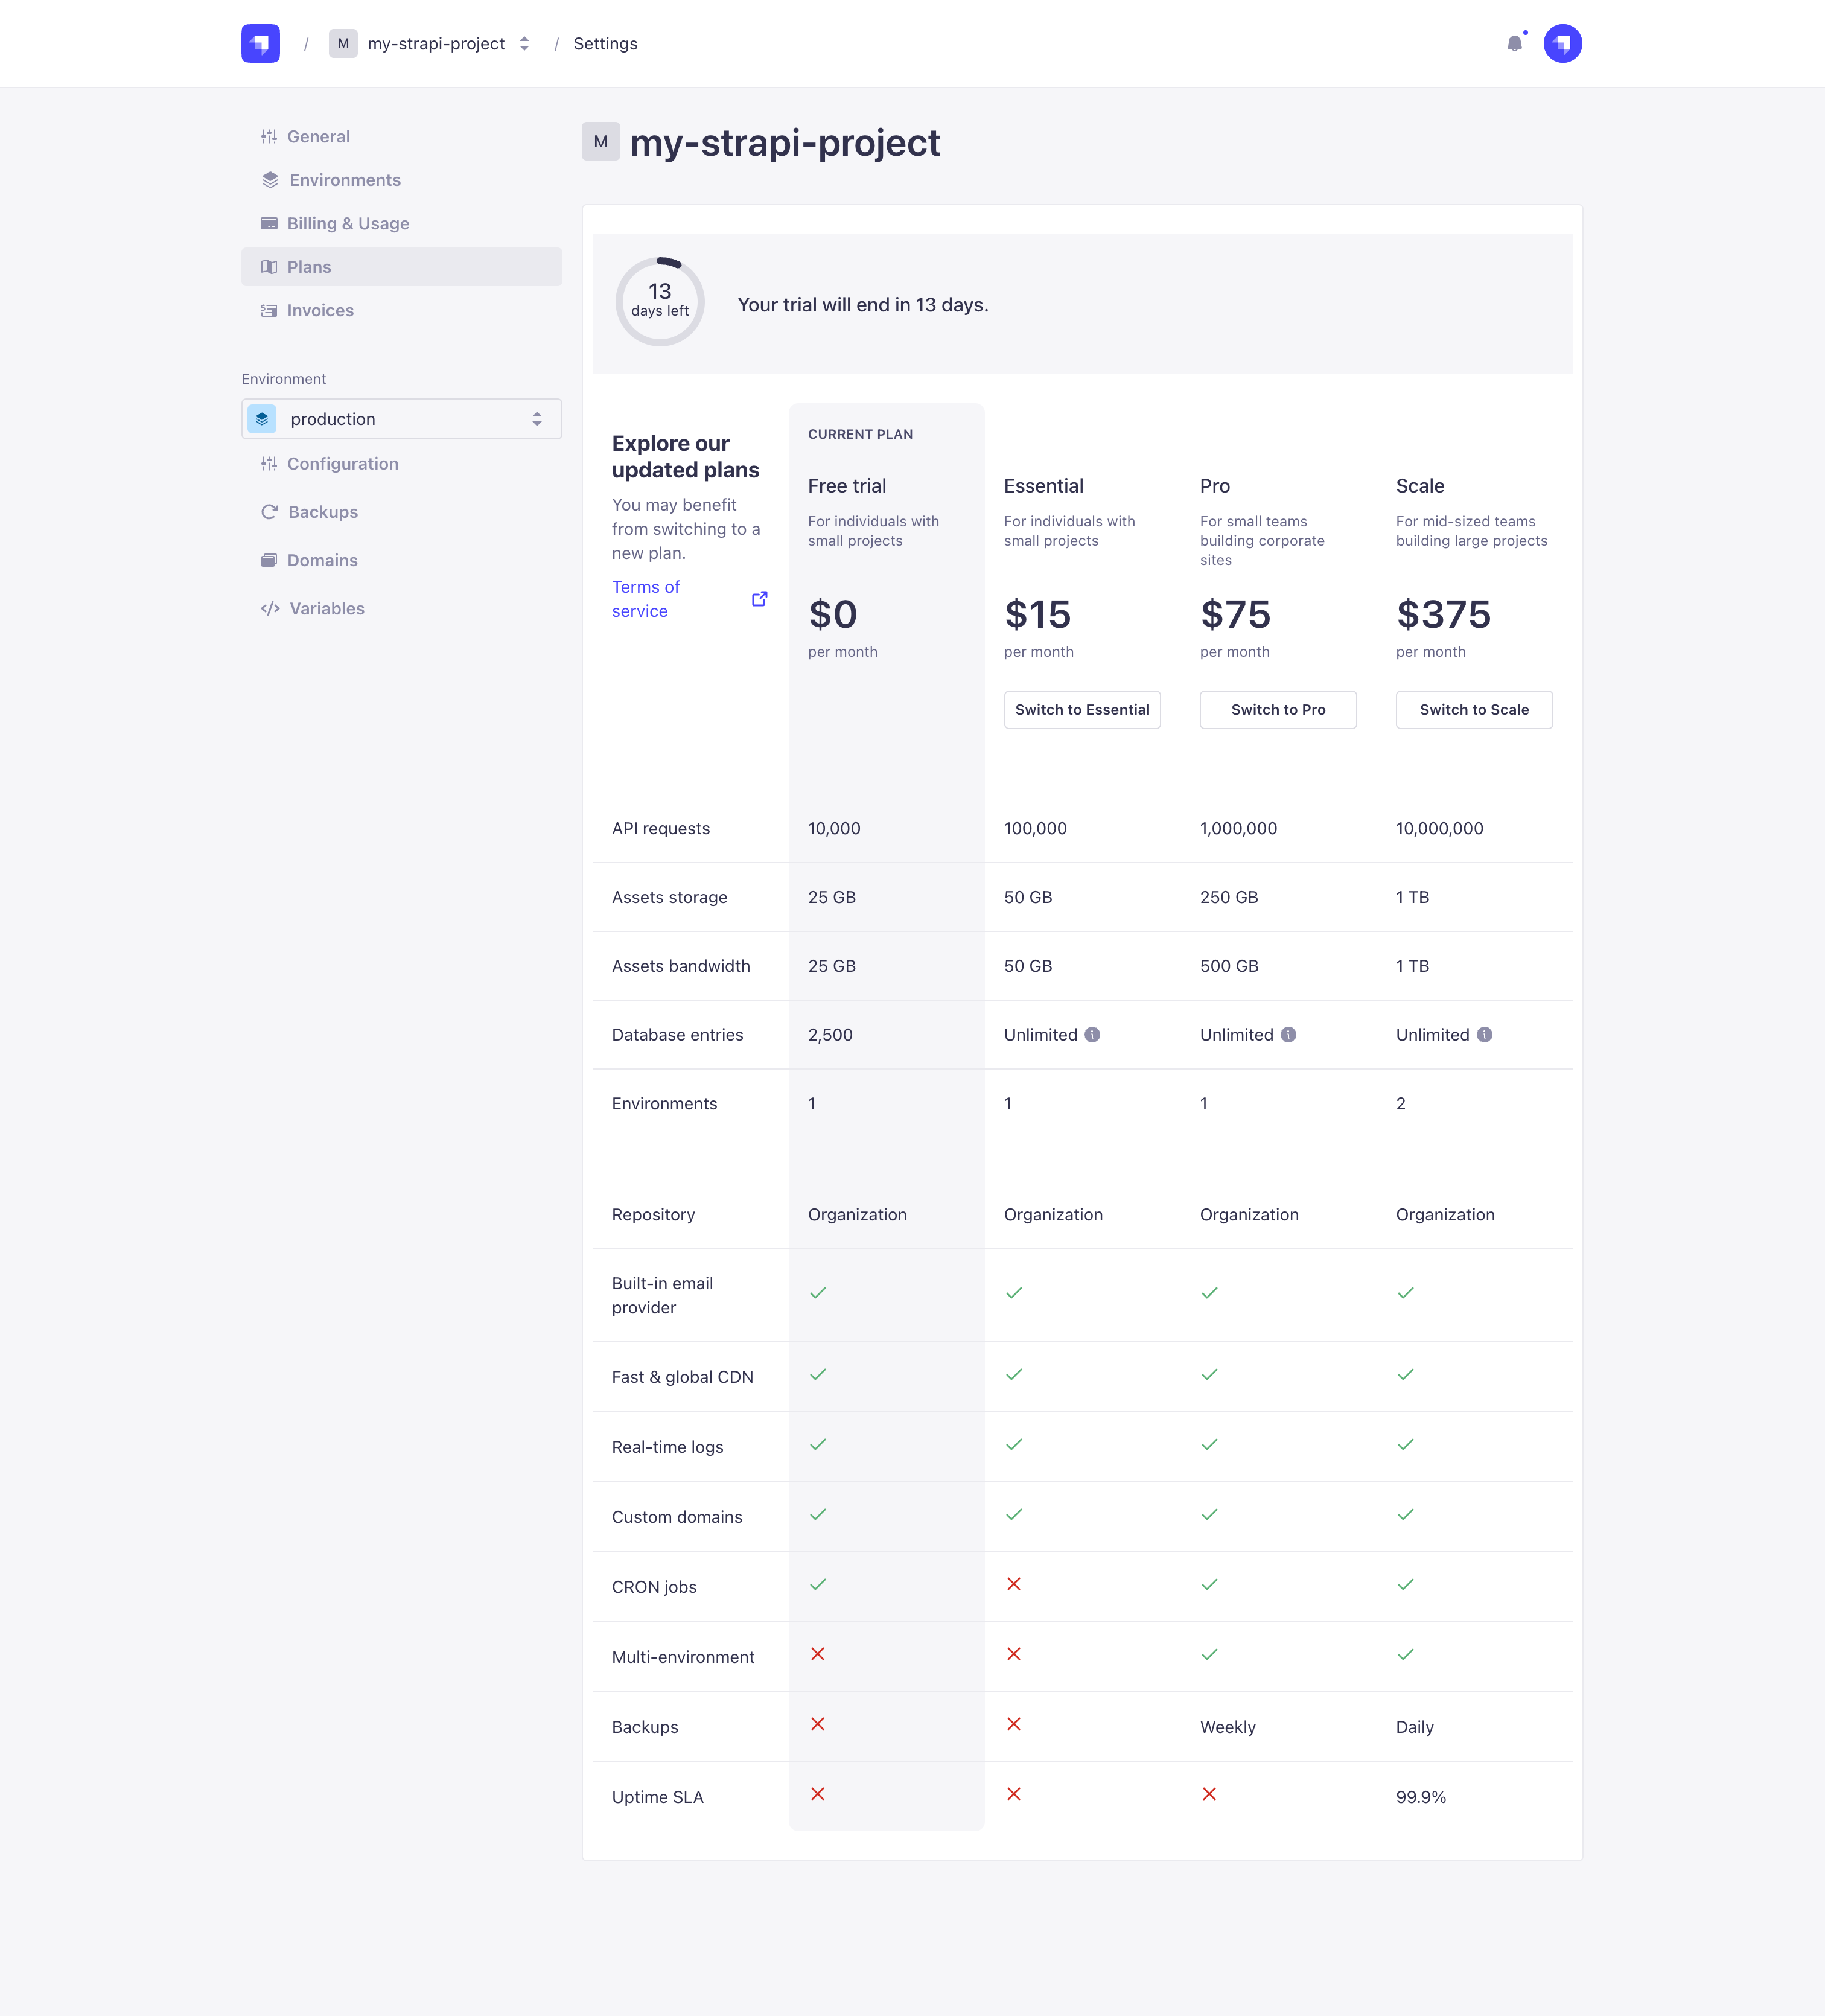 / M my-strapi-project / Settings
General
Environments
Billing & Usage
Plans
Invoices
Environment
production
Configuration
Backups
Domains
Variables
M my-strapi-project
13
days left
Your trial will end in 13 days.
Explore our
updated plans
You may benefit
from switching to a
new plan.
Terms of
service
CURRENT PLAN
Free trial
For individuals with
small projects
$0
per month
Essential
For individuals with
small projects
$15
per month
Switch to Essential
Pro
For small teams
building corporate
sites
$75
per month
Switch to Pro
Scale
For mid-sized teams
building large projects
$375
per month
Switch to Scale
API requests 10,000 100,000 1,000,000 10,000,000
Assets storage 25 GB 50 GB 250 GB 1 TB
Assets bandwidth 25 GB 50 GB 500 GB 1 TB
Database entries 2,500 Unlimited Unlimited Unlimited
Environments 1 1 1 2
Repository Organization Organization Organization Organization
Built-in email
provider
Fast & global CDN
Real-time logs
Custom domains
CRON jobs
Multi-environment
Backups Weekly Daily
Uptime SLA 99.9%